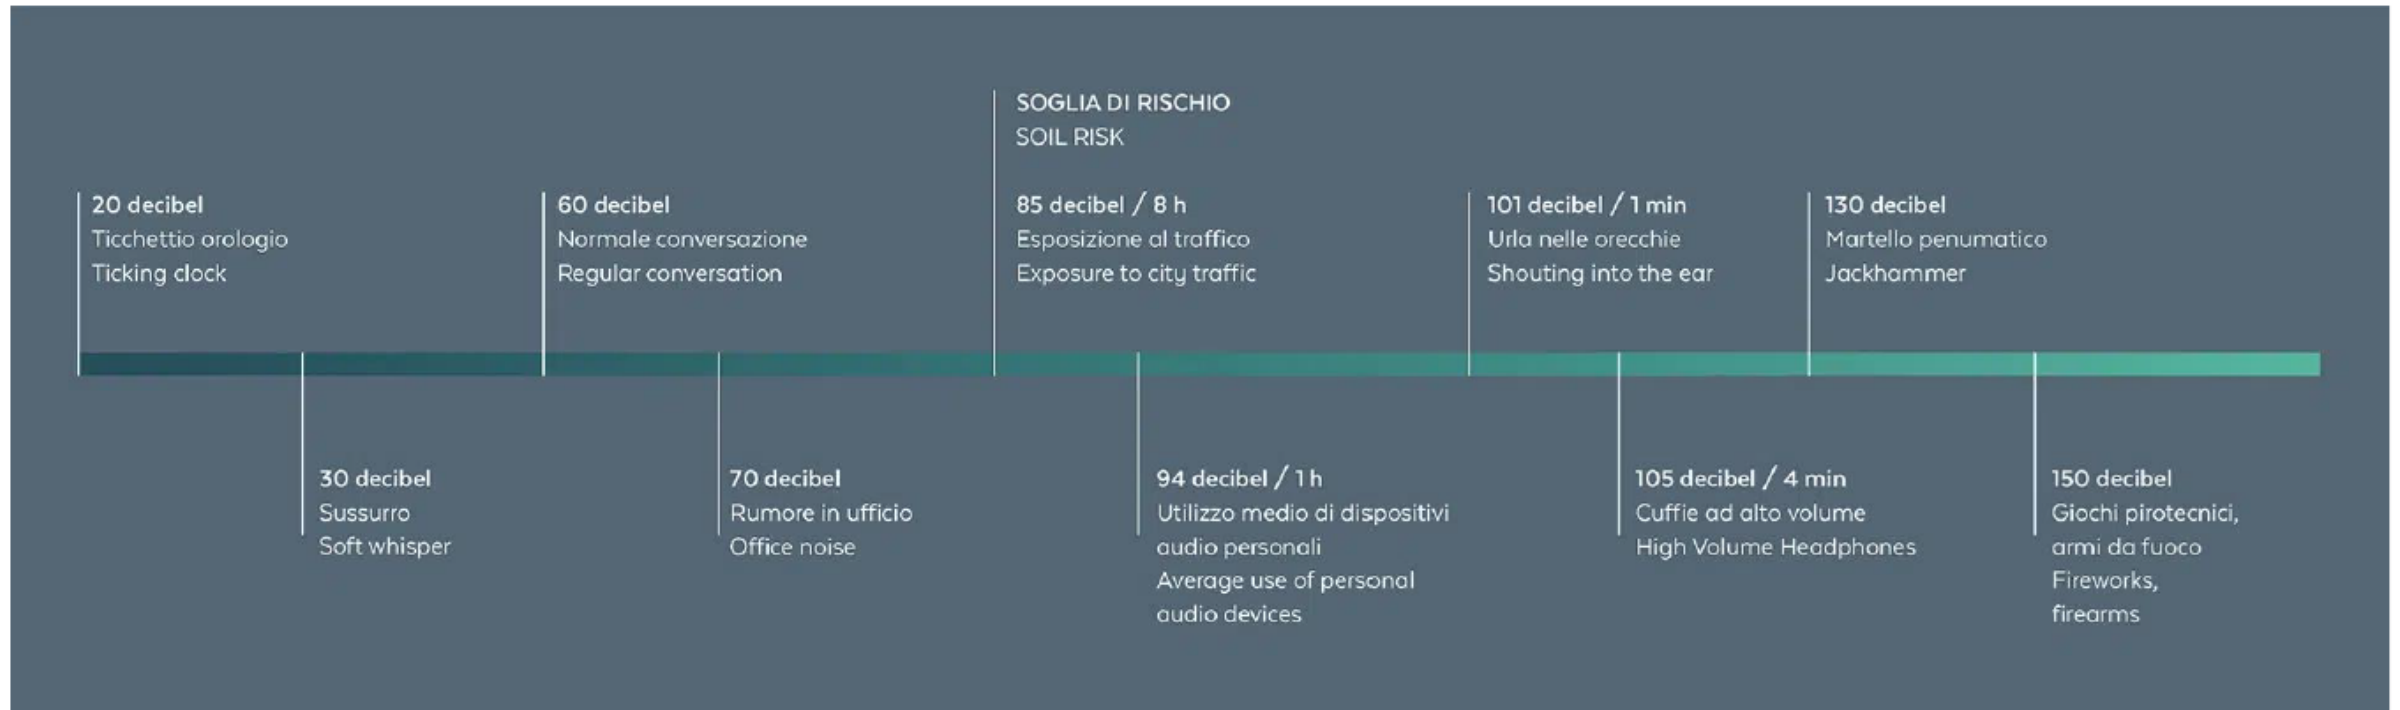 SOGLIA DI RISCHIO
SOIL RISK
20 decibel
Ticchettio orologio
Ticking clock
60 decibel
Normale conversazione
Regular conversation
85 decibel / 8 h
Esposizione al traffico
Exposure to city traffic
101 decibel / 1 min
Urla nelle orecchie
Shouting into the ear
130 decibel
Martello penumatico
Jackhammer
30 decibel
Sussurro
Soft whisper
70 decibel
Rumore in ufficio
Office noise
94 decibel / 1 h
Utilizzo medio di dispositivi
audio personali
Average use of personal
audio devices
105 decibel / 4 min
Cuffie ad alto volume
High Volume Headphones
150 decibel
Giochi pirotecnici,
armi da fuoco
Fireworks,
firearms